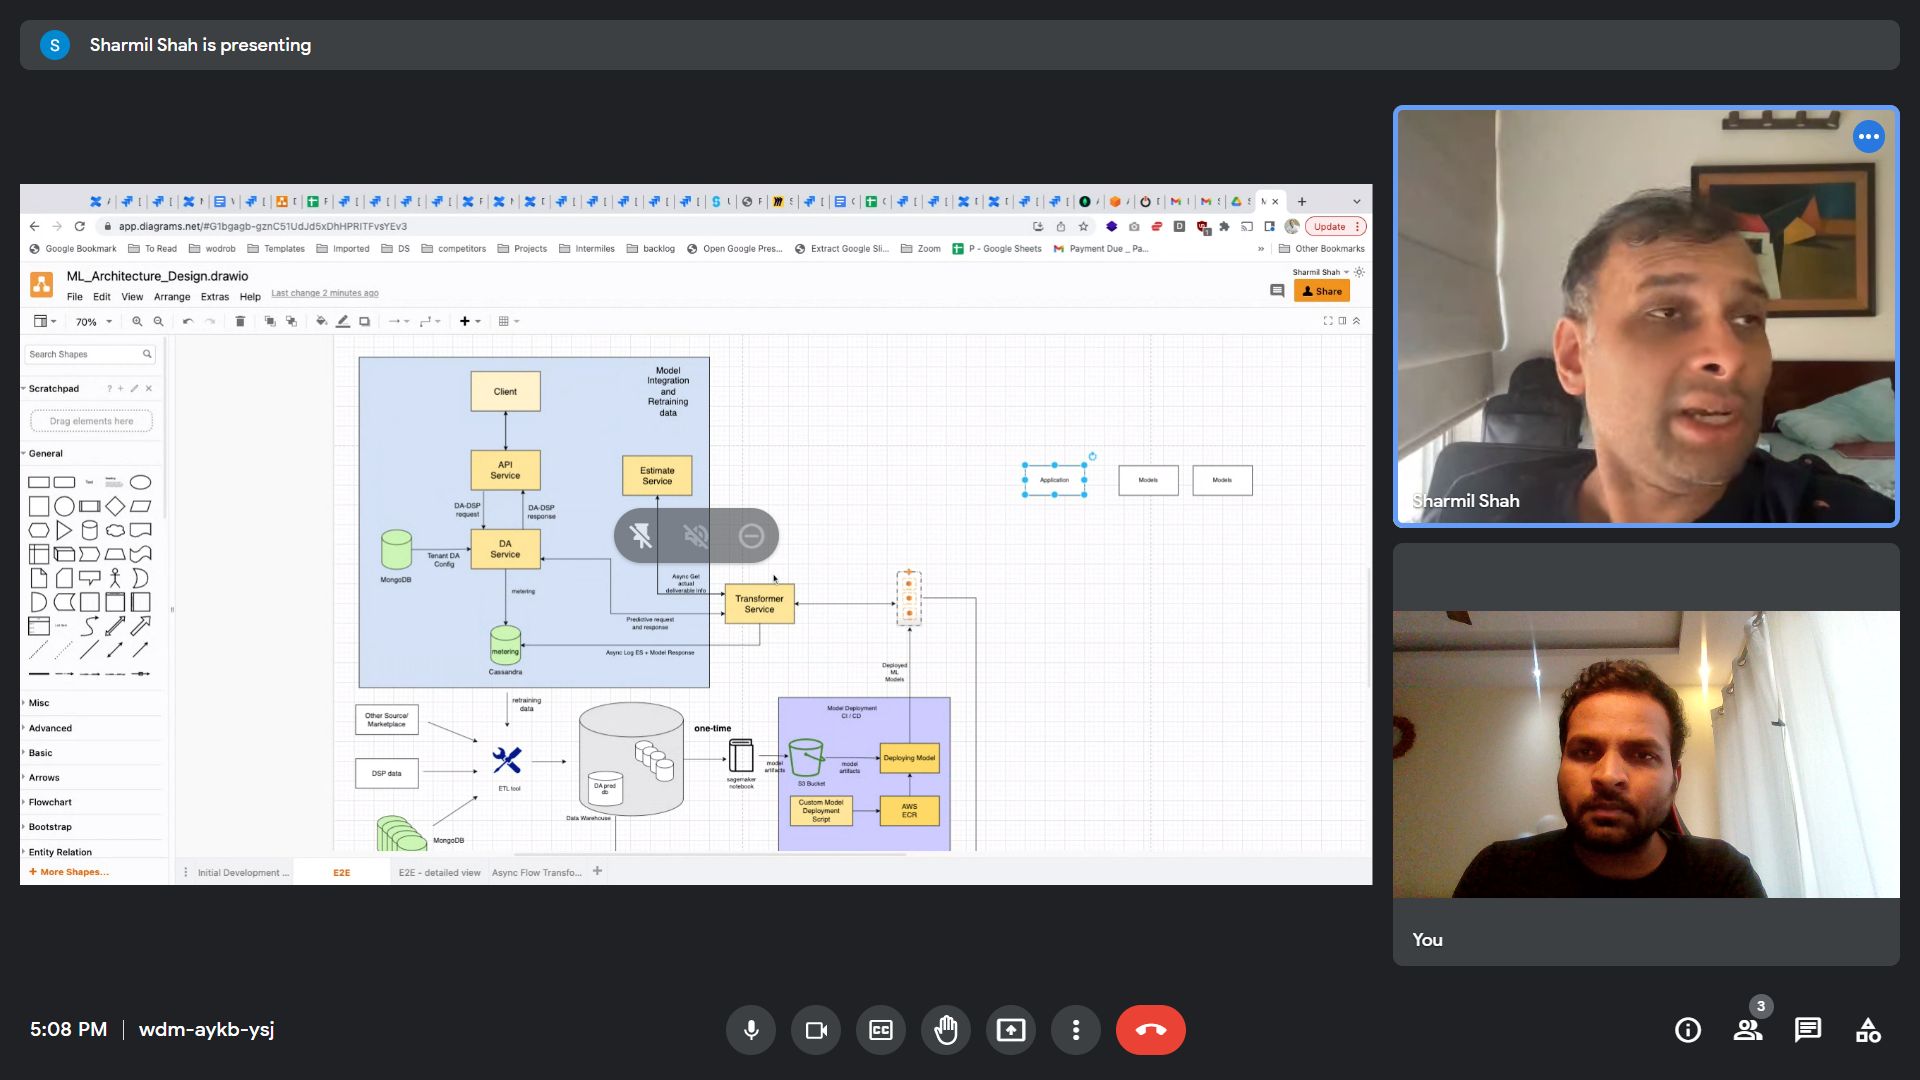 S
Sharmil Shah is presenting
app.diagrams.net/#G1bgagb-gznC51UdJd5xDhHPRITFvsYEv3
Update
Google Bookmark
To Read
wodrob
Templates
Imported
DS
competitors
Projects
Intermiles
backlog
Open Google Pres...
Extract Google Sli...
Zoom
P - Google Sheets
Payment Due _ Pa...
»
Other Bookmarks
ML_Architecture_Design.drawio
Sharmil Shah
File Edit View Arrange Extras Help Last change 2 minutes ago
Share
70%
Search Shapes
Scratchpad
Drag elements here
General
Misc
Advanced
Basic
Arrows
Flowchart
Bootstrap
Entity Relation
+ More Shapes...
Model
Integration
and
Retraining
data
Client
API
Service
Estimate
Service
DA-DSP
request
DA-DSP
response
DA
Service
Tenant DA
Config
MongoDB
metering
Async Get
actual
deliverable info
Transformer
Service
Predictive request
and response
metering
Cassandra
Async Log ES + Model Response
Application
Models
Models
Deployed
ML
Models
retraining
data
Other Source/
Marketplace
DSP data
MongoDB
ETL tool
DA pred
db
Data Warehouse
one-time
sagemaker
notebook
model
artifacts
Model Deployment
CI / CD
S3 Bucket
model
artifacts
Deploying Model
Custom Model
Deployment
Script
AWS
ECR
Initial Development ...
E2E
E2E - detailed view
Async Flow Transfo...
Sharmil Shah
You
5:08 PM | wdm-aykb-ysj
CC
3